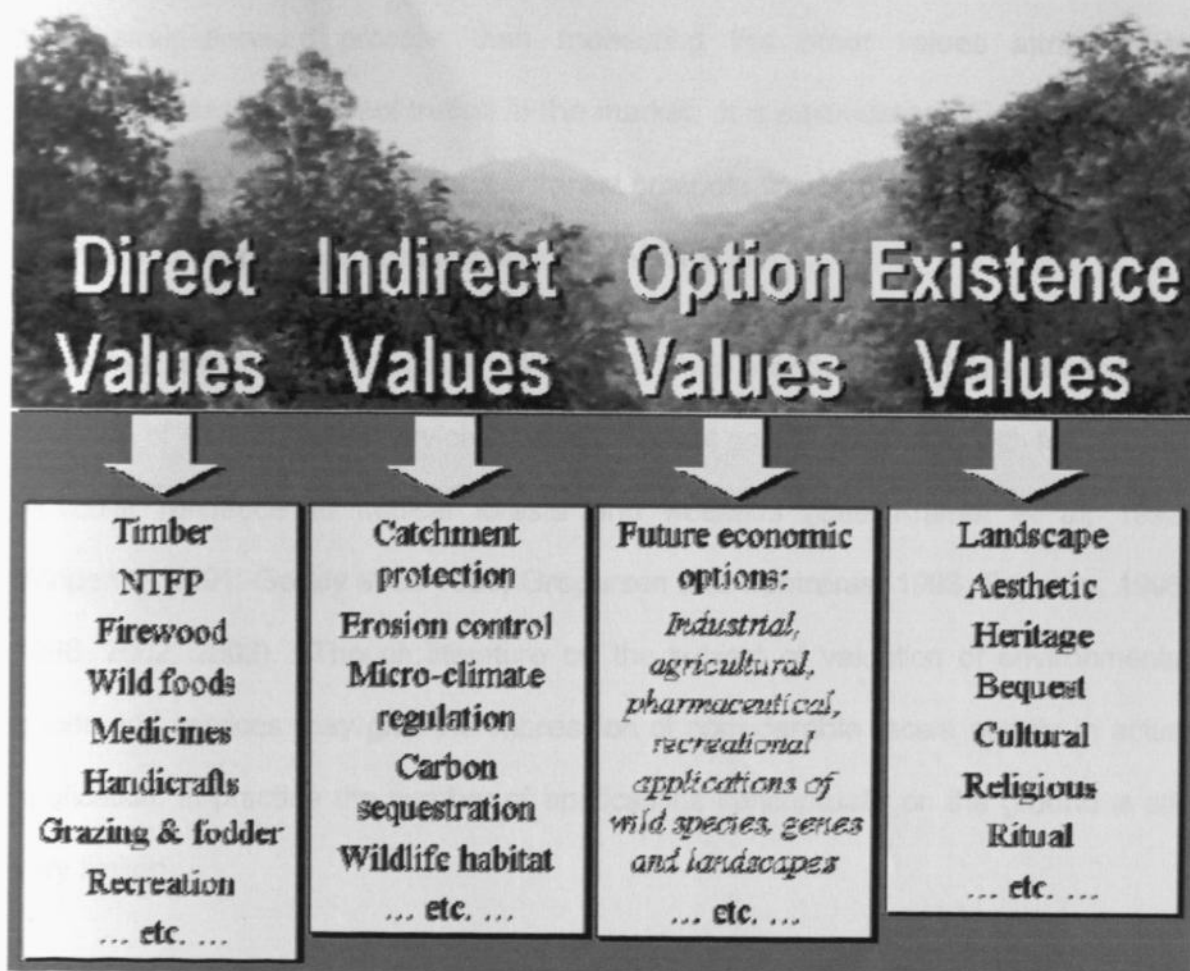 Direct
Values
Indirect
Values
Option
Values
Existence
Values
Timber
NTFP
Firewood
Wild foods
Medicines
Handicrafts
Grazing & fodder
Recreation
... etc. ...
Catchment
protection
Erosion control
Micro-climate
regulation
Carbon
sequestration
Wildlife habitat
... etc. ...
Future economic
options:
Industrial,
agricultural,
pharmaceutical,
recreational
applications of
wild species, genes
and landscapes
... etc. ...
Landscape
Aesthetic
Heritage
Bequest
Cultural
Religious
Ritual
... etc. ...